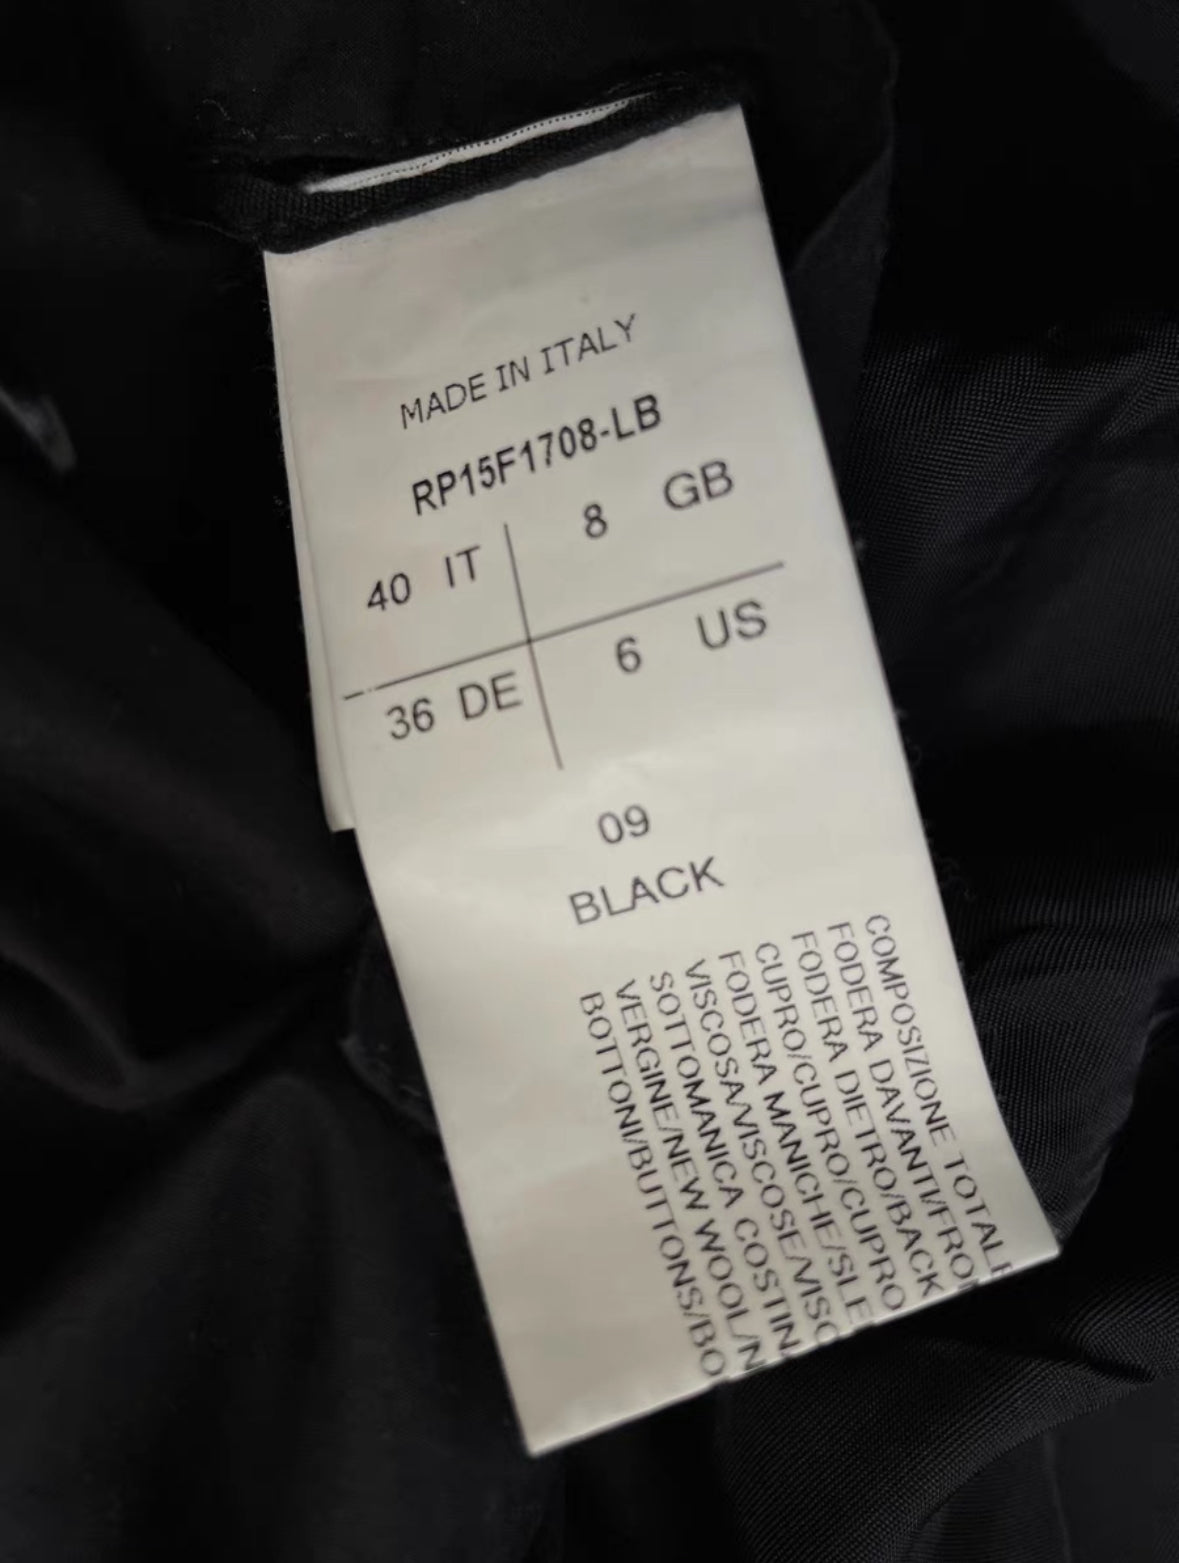 MADE IN ITALY
RP15F1708-LB
40 IT 8 GB
36 DE 6 US
09
BLACK
COMPOSIZIONE TOTALE
FODERA DAVANTI/FRON
FODERA DIETRO/BACK
CUPRO/CUPRO/CUPRO
FODERA MANICHE/SLE
VISCOSA/VISCOSE/VISC
SOTTOMANICA COSTIN
VERGINE/NEW WOOL/N
BOTTONI/BUTTONS/BO